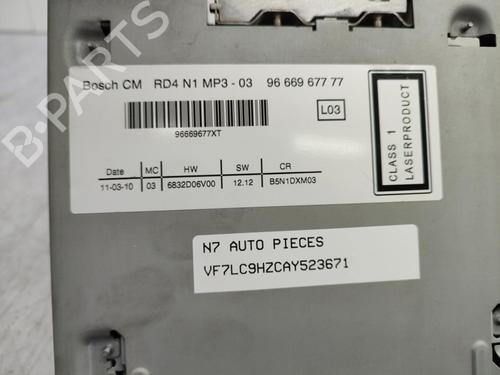 B-PARTS
Bosch CM RD4 N1 MP3 - 03 96 669 677 77
L03
96669677XT
CLASS 1
LASERPRODUCT
Date MC HW SW CR
11-03-10 03 6832D06V00 12.12 B5N1DXM03
N7 AUTO PIECES
VF7LC9HZCAY523671